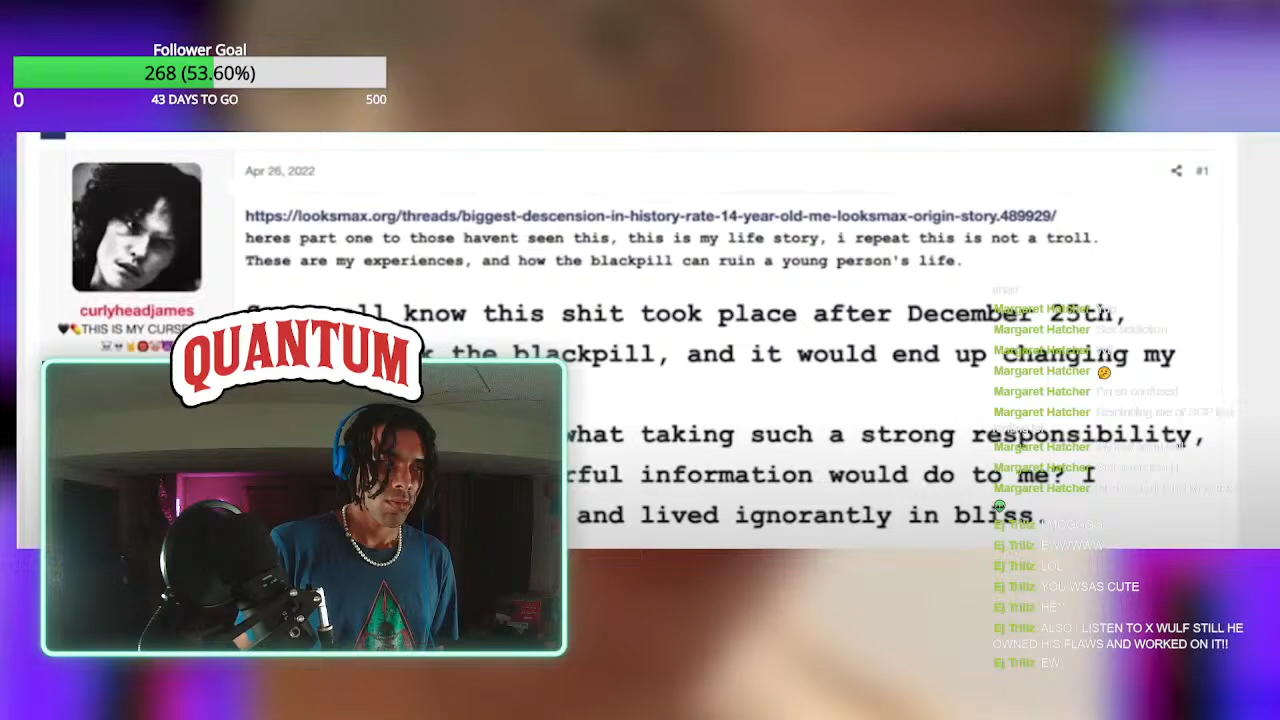 Follower Goal
268 (53.60%)
0
43 DAYS TO GO
500
Apr 26, 2022
#1
https://looksmax.org/threads/biggest-descension-in-history-rate-14-year-old-me-looksmax-origin-story.489929/
heres part one to those havent seen this, this is my life story, i repeat this is not a troll.
These are my experiences, and how the blackpill can ruin a young person's life.
curlyheadjames
THIS IS MY CURSE
know this shit took place after December 25th,
the blackpill, and it would end up changing my
what taking such a strong responsibility,
information would do to me? I
and lived ignorantly in bliss.
QUANTUM
Margaret Hatcher Yup
Margaret Hatcher Sex addiction
Margaret Hatcher
Margaret Hatcher
Margaret Hatcher I'm so confused
Margaret Hatcher
Margaret Hatcher
Margaret Hatcher
Margaret Hatcher
Ej Trillz
Ej Trillz EWWWWW
Ej Trillz LOL
Ej Trillz YOU WSAS CUTE
Ej Trillz HE*
Ej Trillz ALSO I LISTEN TO X WULF STILL HE
OWNED HIS FLAWS AND WORKED ON IT!!
Ej Trillz EW